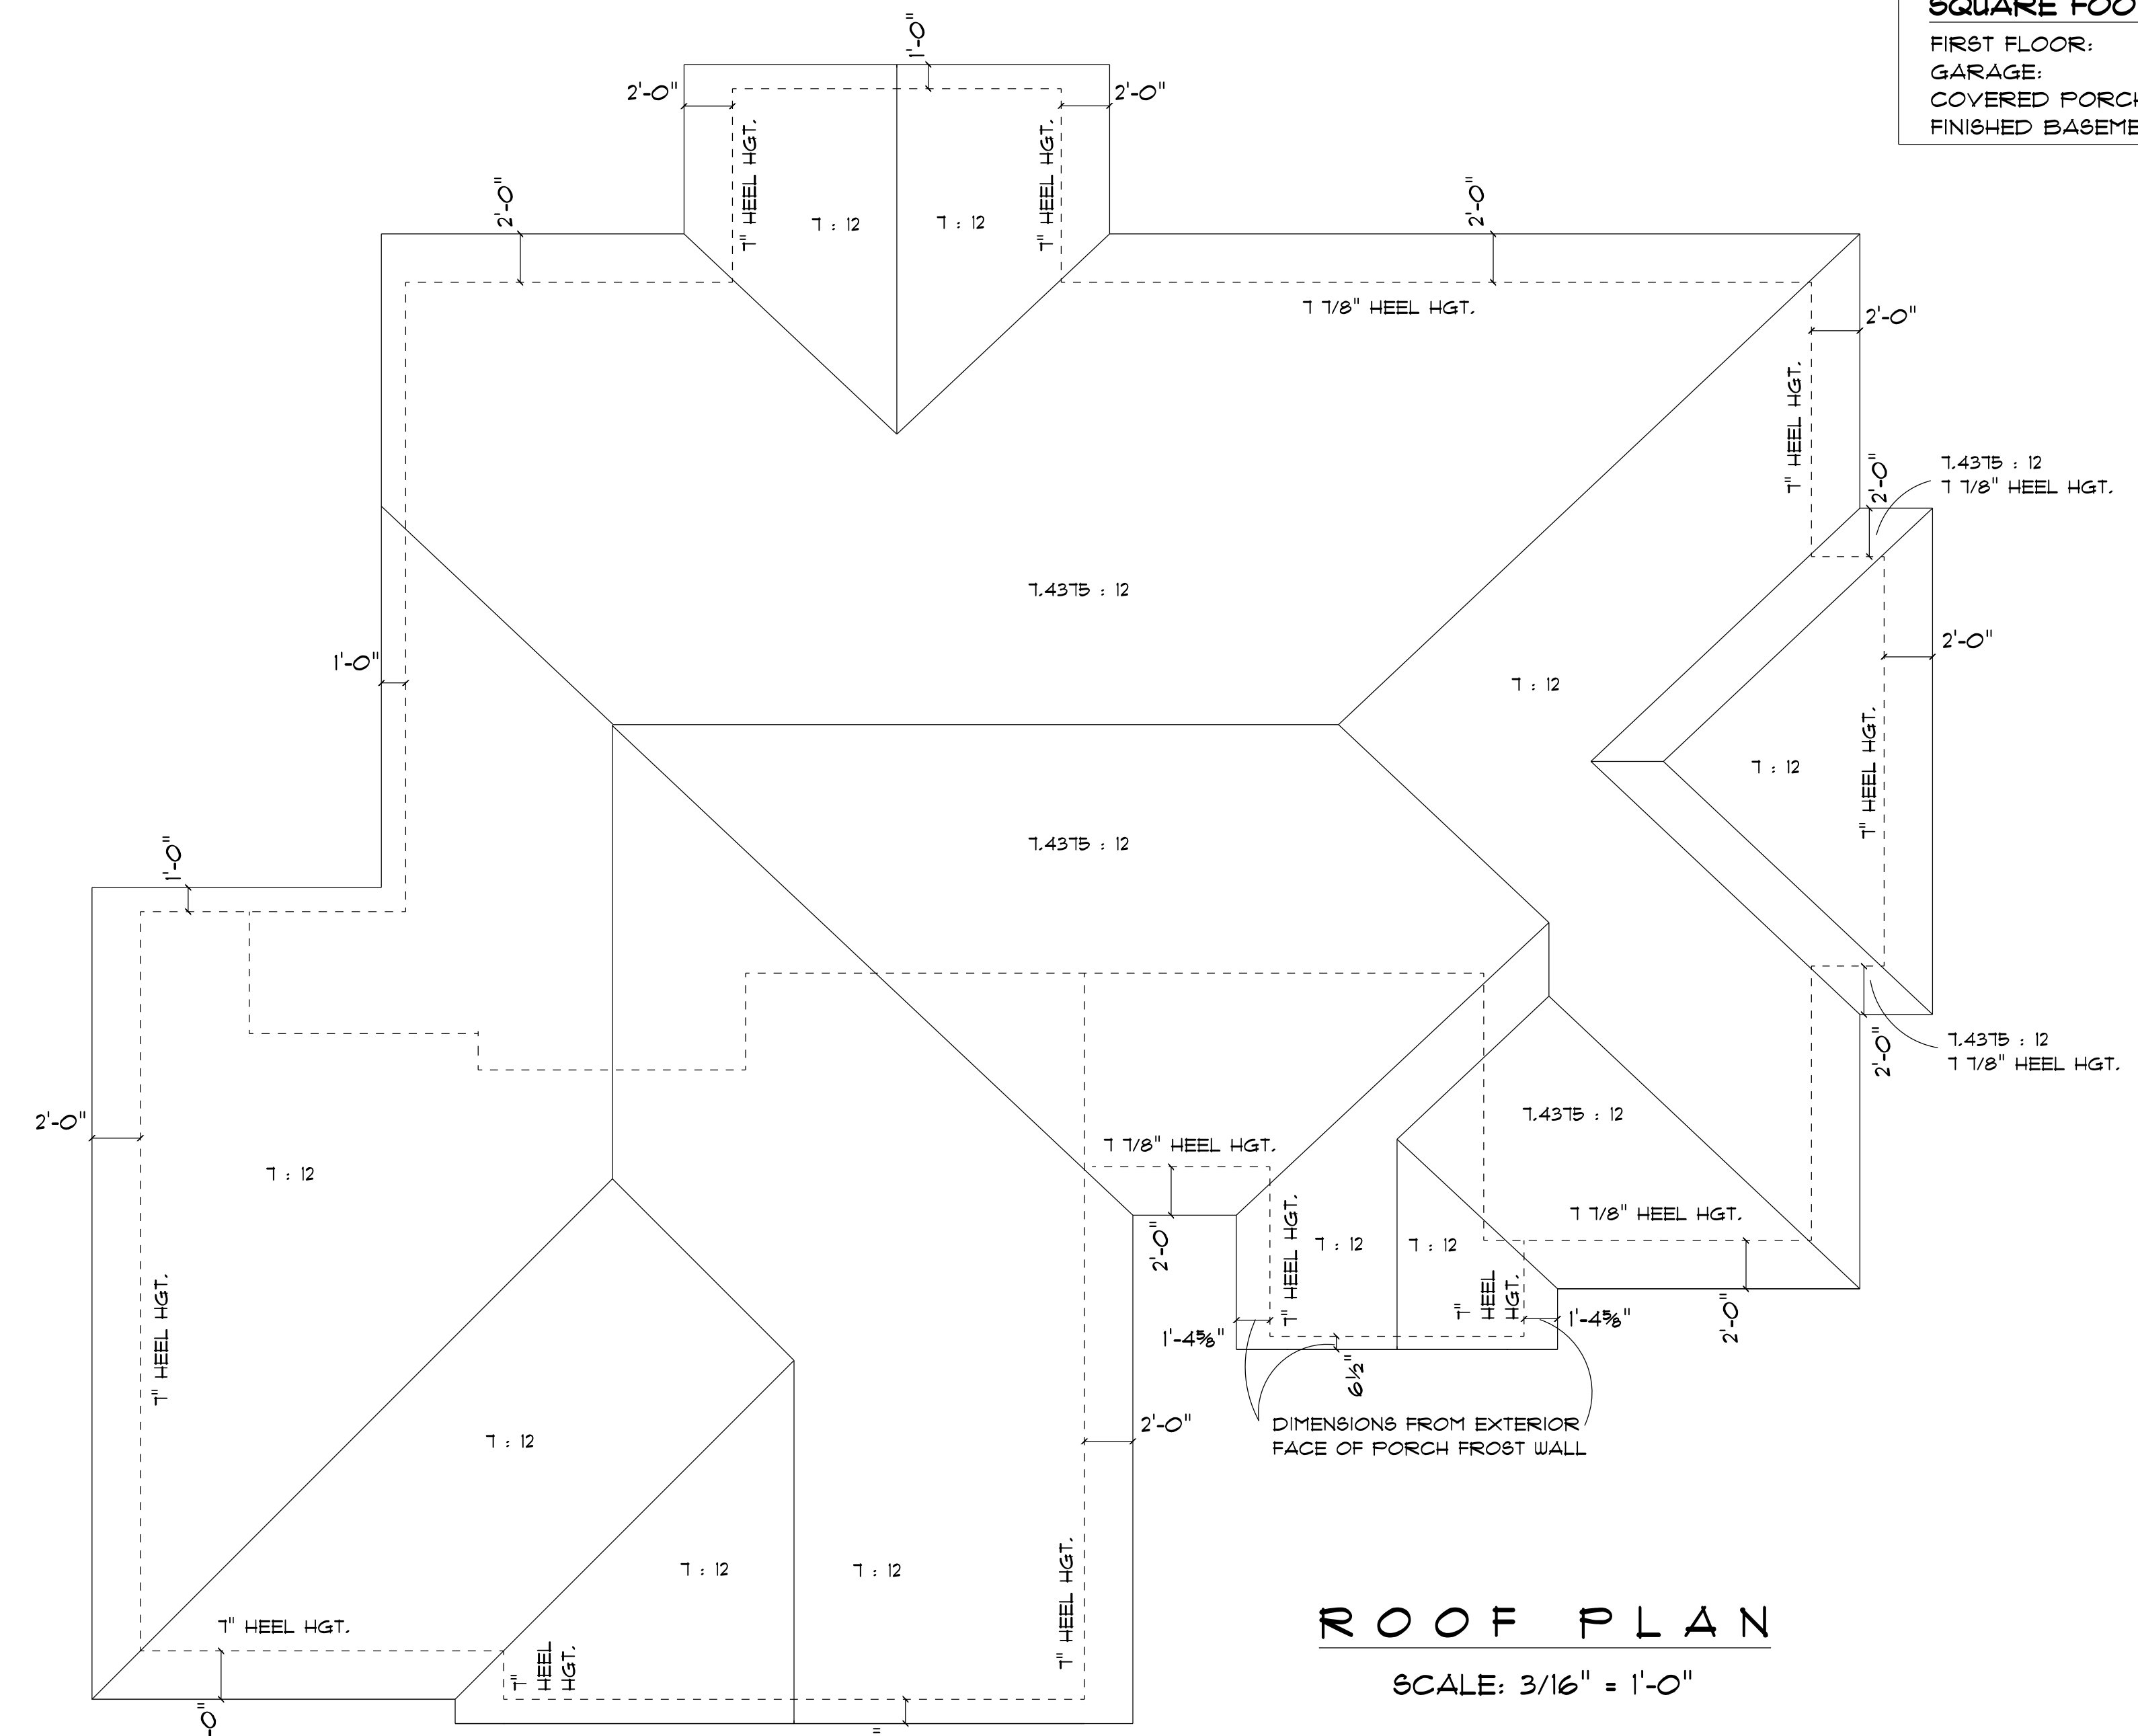 SQUARE FOO
FIRST FLOOR:
GARAGE:
COVERED PORCH
FINISHED BASEME
1'-0"
2'-0"
2'-0"
7" HEEL HGT.
7" HEEL HGT.
7 : 12
7 : 12
2'-0"
2'-0"
7 7/8" HEEL HGT.
2'-0"
7" HEEL HGT.
2'-0"
7.4375 : 12
7 7/8" HEEL HGT.
7.4375 : 12
1'-0"
7 : 12
2'-0"
7" HEEL HGT.
7 : 12
7.4375 : 12
1'-0"
2'-0"
7.4375 : 12
7 7/8" HEEL HGT.
2'-0"
7 : 12
7.4375 : 12
7 7/8" HEEL HGT.
7 7/8" HEEL HGT.
2'-0"
7" HEEL HGT.
7 : 12
7 : 12
7" HEEL
HGT.
1'-4⅝"
1'-4⅝"
2'-0"
6½"
7" HEEL HGT.
DIMENSIONS FROM EXTERIOR
FACE OF PORCH FROST WALL
2'-0"
7 : 12
7 : 12
7 : 12
7" HEEL HGT.
7" HEEL HGT.
7" HEEL
HGT.
-0"
"
ROOF PLAN
SCALE: 3/16" = 1'-0"